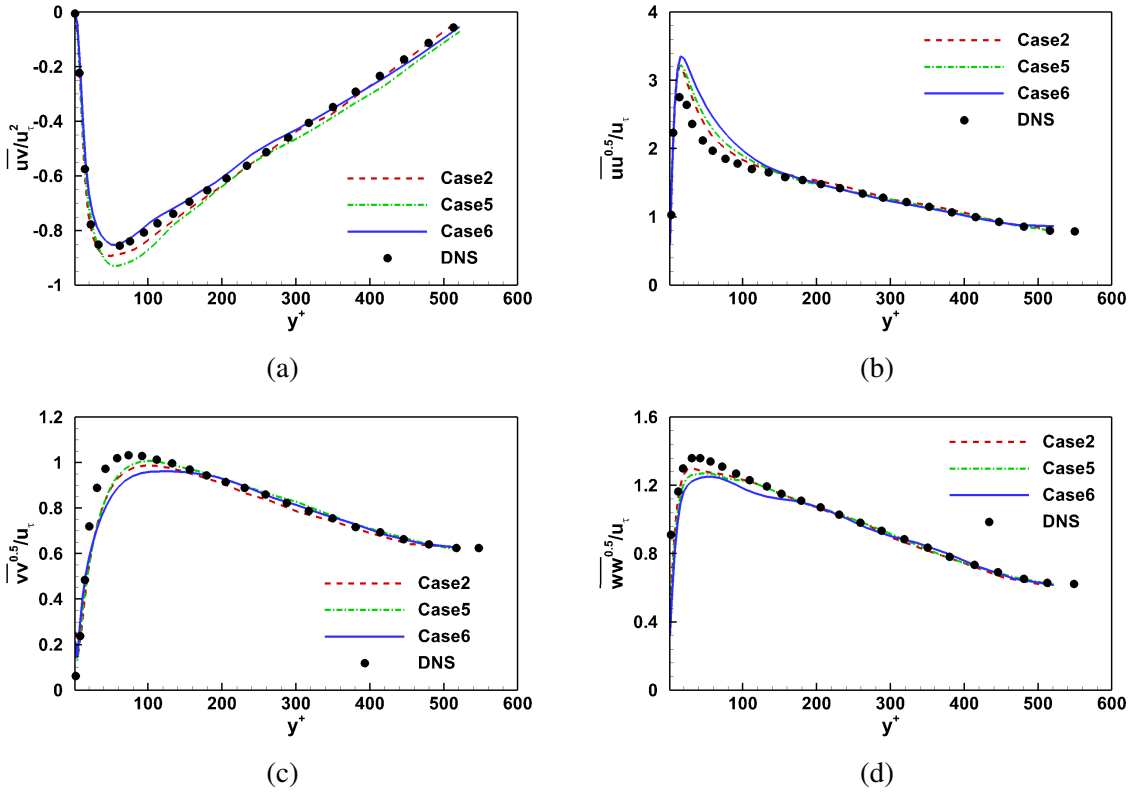 0
-0.2
-0.4
-0.6
-0.8
-1
uv/u²τ
100 200 300 400 500 600
y⁺
Case2
Case5
Case6
DNS
(a)
4
3
2
1
0
uu⁰·⁵/uτ
100 200 300 400 500 600
y⁺
Case2
Case5
Case6
DNS
(b)
1.2
1
0.8
0.6
0.4
0.2
0
vv⁰·⁵/uτ
100 200 300 400 500 600
y⁺
Case2
Case5
Case6
DNS
(c)
1.6
1.2
0.8
0.4
0
ww⁰·⁵/uτ
100 200 300 400 500 600
y⁺
Case2
Case5
Case6
DNS
(d)